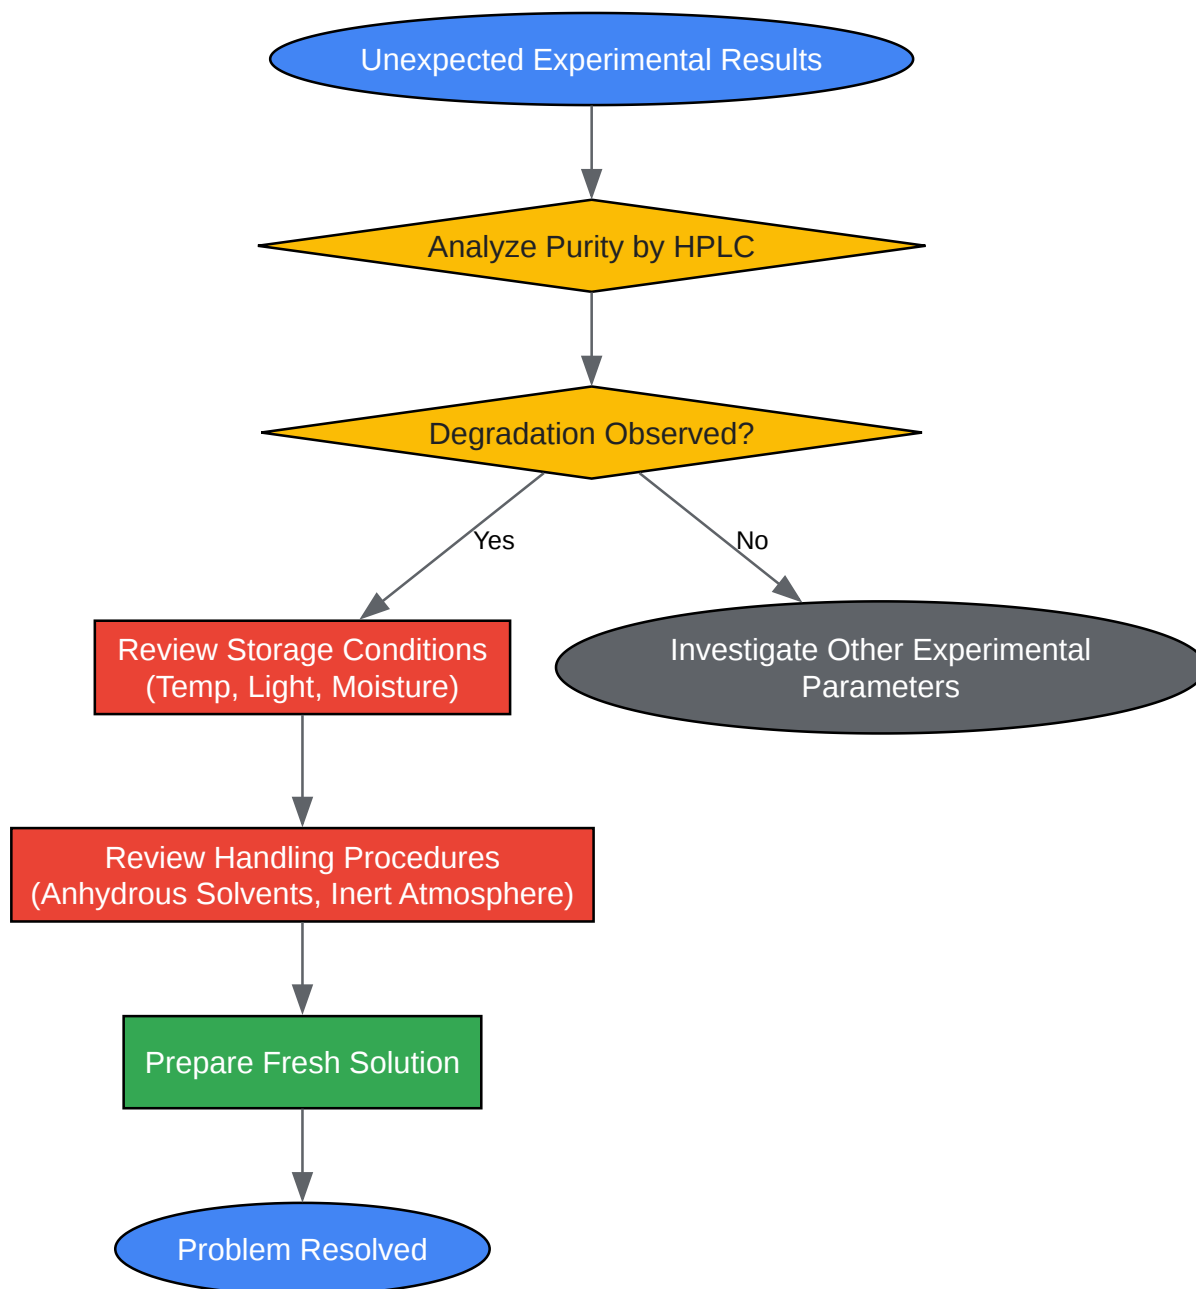 Unexpected Experimental Results
Analyze Purity by HPLC
Degradation Observed?
Yes
No
Review Storage Conditions
(Temp, Light, Moisture)
Investigate Other Experimental
Parameters
Review Handling Procedures
(Anhydrous Solvents, Inert Atmosphere)
Prepare Fresh Solution
Problem Resolved